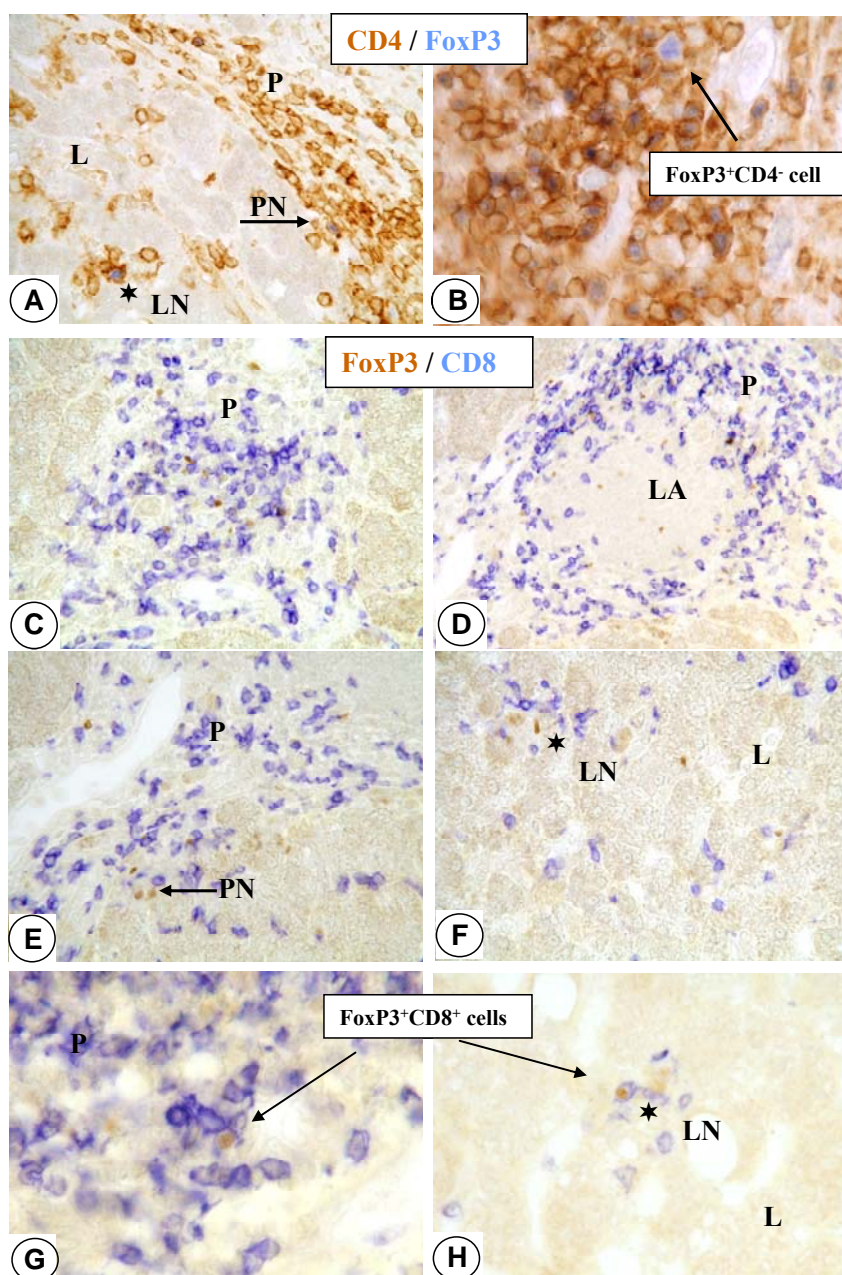 CD4 / FoxP3
P
L
PN
LN
A
FoxP3⁺CD4⁻ cell
B
FoxP3 / CD8
P
C
P
LA
D
P
PN
E
LN
L
F
FoxP3⁺CD8⁺ cells
P
G
LN
L
H